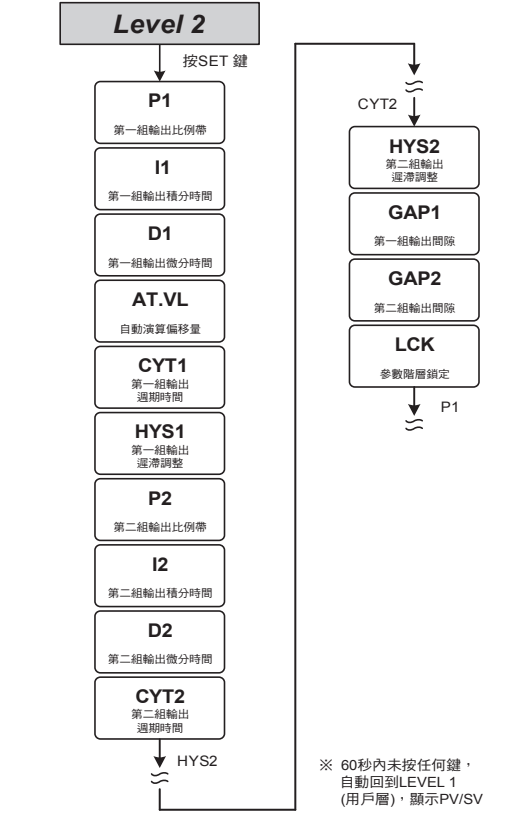 Level 2
按SET 鍵
P1
第一組輸出比例帶
I1
第一組輸出積分時間
D1
第一組輸出微分時間
AT.VL
自動演算偏移量
CYT1
第一組輸出
週期時間
HYS1
第一組輸出
遲滯調整
P2
第二組輸出比例帶
I2
第二組輸出積分時間
D2
第二組輸出微分時間
CYT2
第二組輸出
週期時間
HYS2
CYT2
HYS2
第二組輸出
遲滯調整
GAP1
第一組輸出間隙
GAP2
第二組輸出間隙
LCK
參數階層鎖定
P1
※ 60秒內未按任何鍵，
自動回到LEVEL 1
(用戶層)，顯示PV/SV